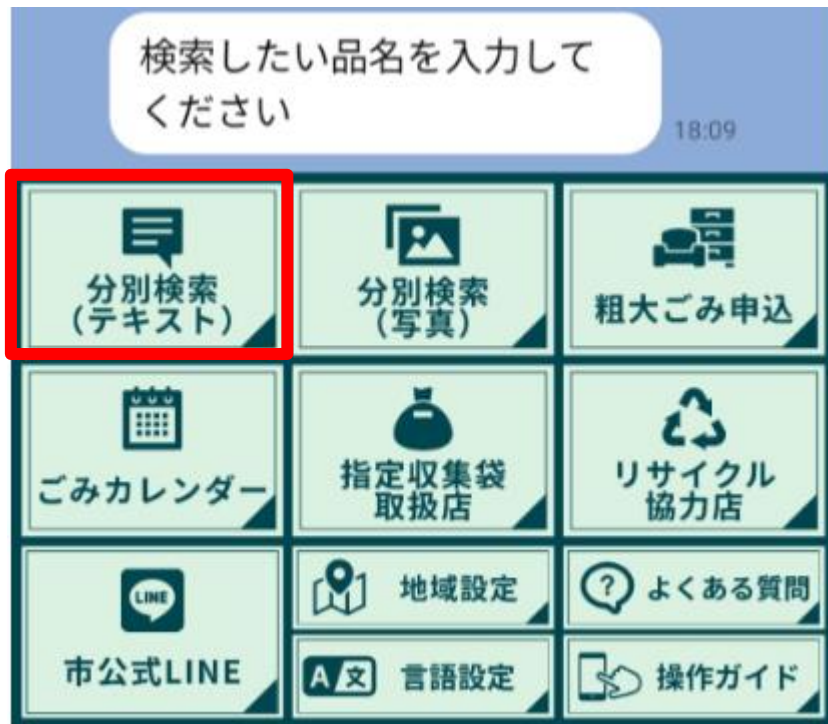 検索したい品名を入力して
ください
18:09
分別検索
(テキスト)
分別検索
(写真)
粗大ごみ申込
ごみカレンダー
指定収集袋
取扱店
リサイクル
協力店
LINE
市公式LINE
地域設定
?
よくある質問
A/文
言語設定
操作ガイド